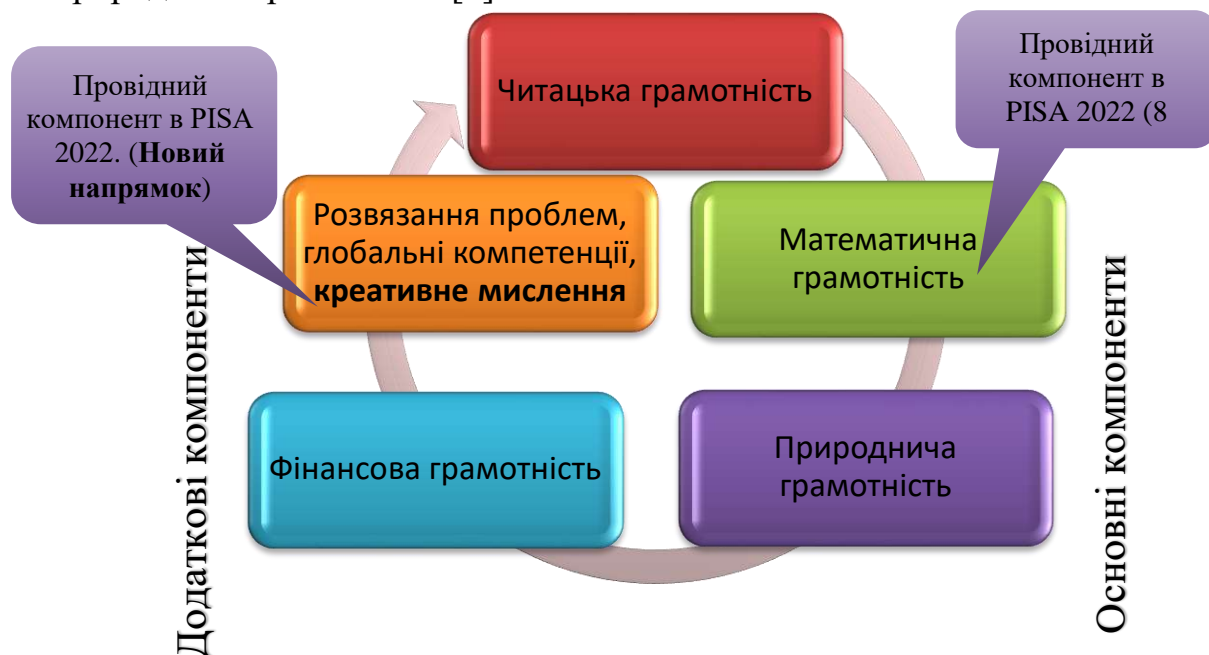 Читацька грамотність
Провідний
компонент в PISA
2022. (Новий
напрямок)
Провідний
компонент в
PISA 2022 (8
Розвязання проблем,
глобальні компетенції,
креативне мислення
Математична
грамотність
Фінансова грамотність
Природнича
грамотність
Додаткові компоненти
Основні компоненти